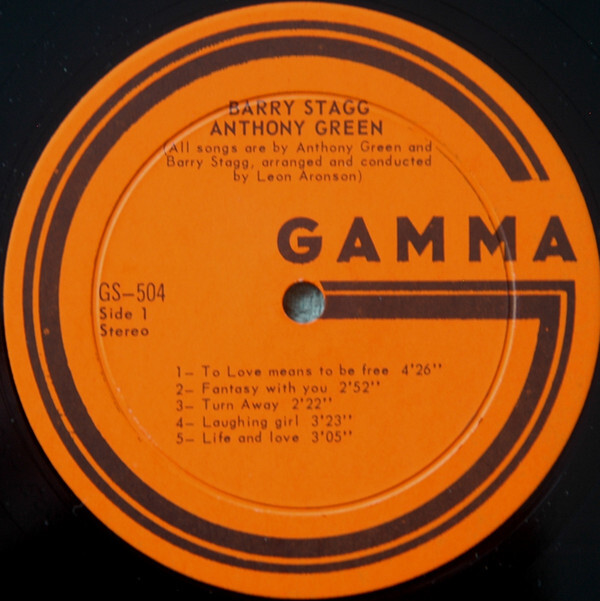 BARRY STAGG
ANTHONY GREEN
(All songs are by Anthony Green and
Barry Stagg, arranged and conducted
by Leon Aronson)
GAMMA
GS-504
Side 1
Stereo
1- To Love means to be free 4'26''
2- Fantasy with you 2'52''
3- Turn Away 2'22''
4- Laughing girl 3'23''
5- Life and love 3'05''